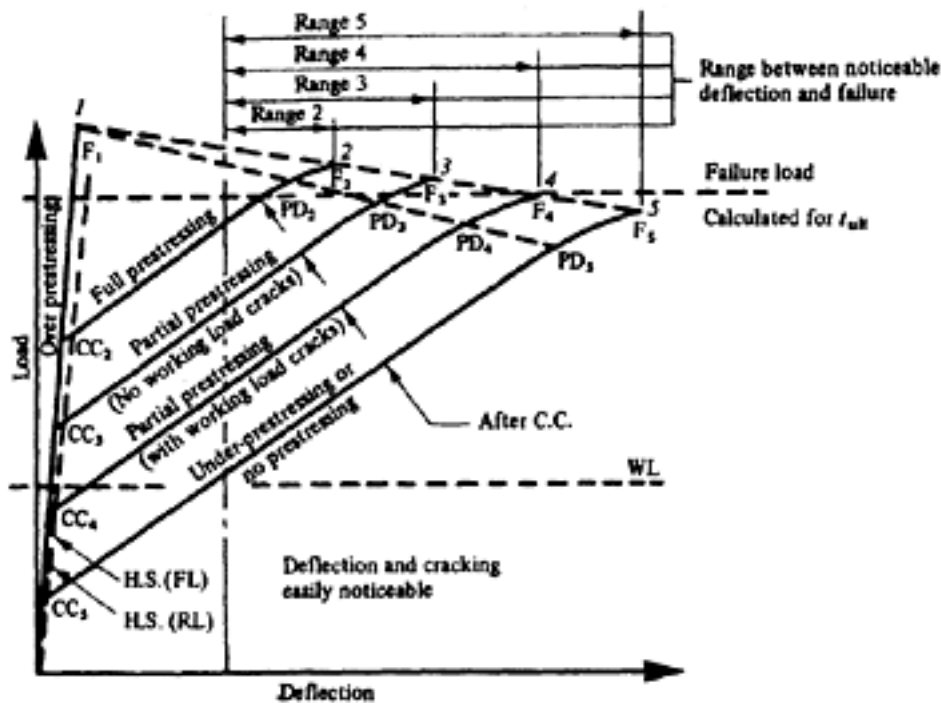 Range 5
Range 4
Range 3
Range 2
Range between noticeable
deflection and failure
F₁
2
F₂
3
F₃
4
F₄
5
F₅
Failure load
Calculated for t
PD₂
PD₃
PD₄
PD₅
Load
Over prestressing
Full prestressing
Partial prestressing
(No working load cracks)
Partial prestressing
(with working load cracks)
Under-prestressing or
no prestressing
After C.C.
CC₂
CC₃
WL
CC₄
H.S. (FL)
Deflection and cracking
easily noticeable
CC₅
H.S. (RL)
Deflection